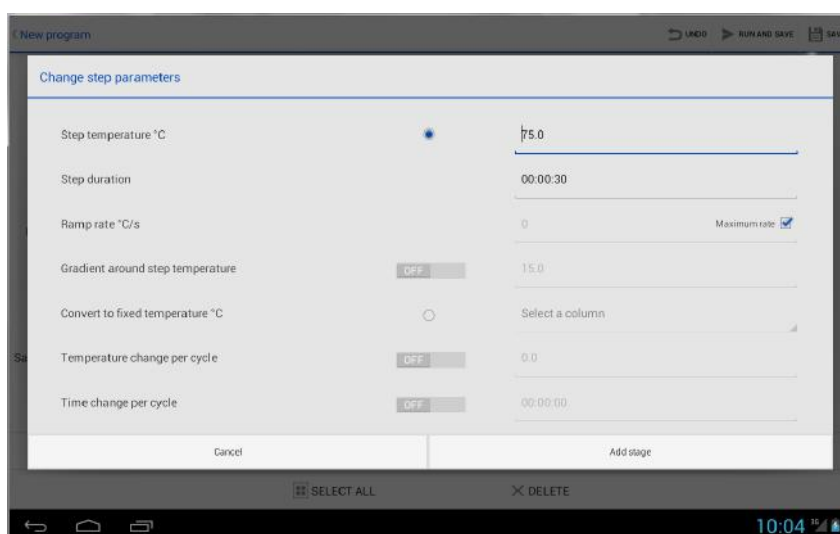 New program UNDO RUN AND SAVE SAV
Change step parameters
Step temperature °C 75.0
Step duration 00:00:30
Ramp rate °C/s 0 Maximum rate
Gradient around step temperature OFF 15.0
Convert to fixed temperature °C Select a column
Sa
Temperature change per cycle OFF 0.0
Time change per cycle OFF 00:00:00
Cancel Add stage
SELECT ALL DELETE
10:04 3G